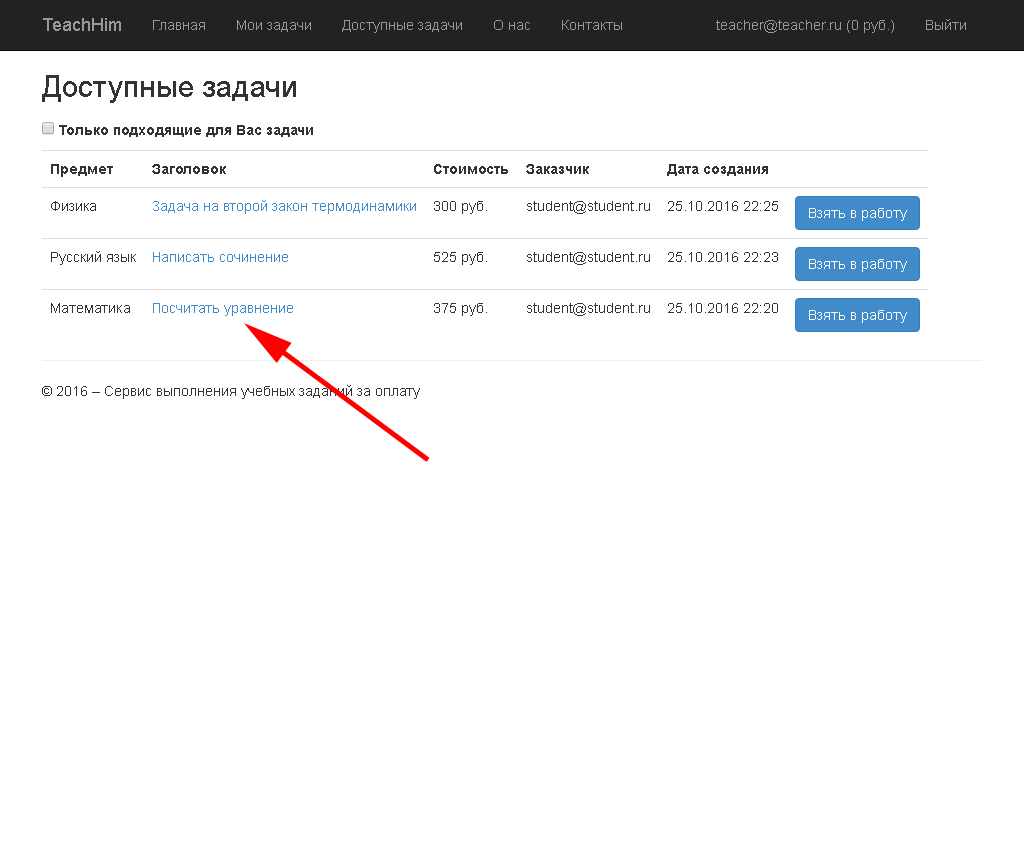 TeachHim Главная Мои задачи Доступные задачи О нас Контакты teacher@teacher.ru (0 руб.) Выйти
Доступные задачи
Только подходящие для Вас задачи
Предмет Заголовок Стоимость Заказчик Дата создания
Физика Задача на второй закон термодинамики 300 руб. student@student.ru 25.10.2016 22:25 Взять в работу
Русский язык Написать сочинение 525 руб. student@student.ru 25.10.2016 22:23 Взять в работу
Математика Посчитать уравнение 375 руб. student@student.ru 25.10.2016 22:20 Взять в работу
© 2016 – Сервис выполнения учебных заданий за оплату